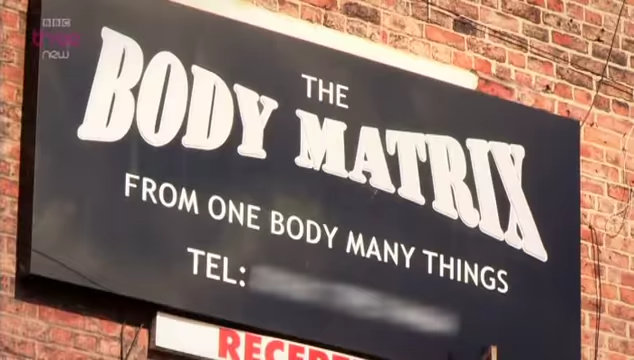 BBC
three
new
THE
BODY MATRIX
FROM ONE BODY MANY THINGS
TEL: